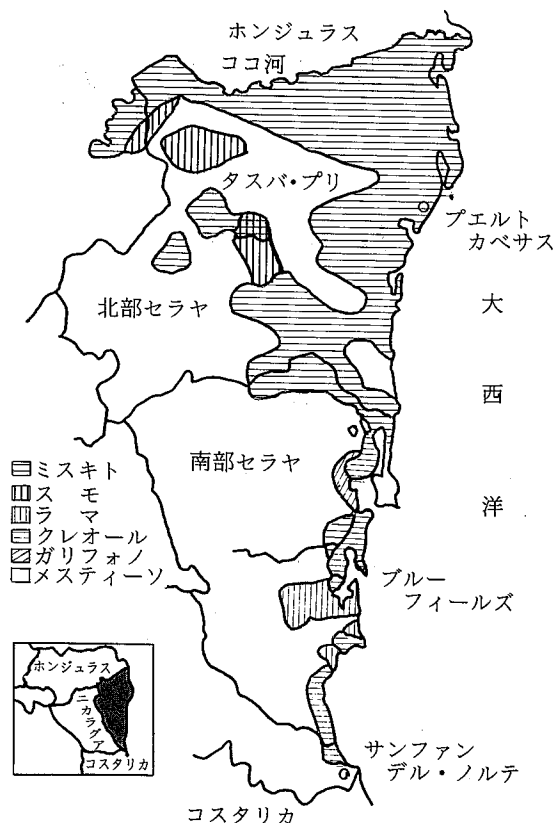 ホンジュラス
ココ河
タスバ・プリ
プエルト
カベサス
北部セラヤ
大
西
洋
南部セラヤ
ミスキト
スモ
ラマ
クレオール
ガリフォノ
メスティーソ
ブルー
フィールズ
ホンジュラス
ニカラグア
コスタリカ
サンファン
デル・ノルテ
コスタリカ